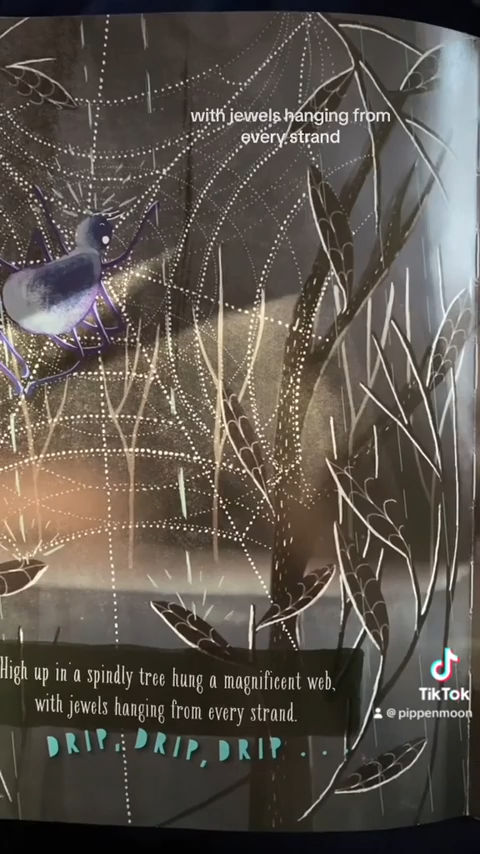 with jewels hanging from
every strand
High up in a spindly tree hung a magnificent web,
with jewels hanging from every strand.
DRIP, DRIP, DRIP . . .
TikTok
@pippenmoon